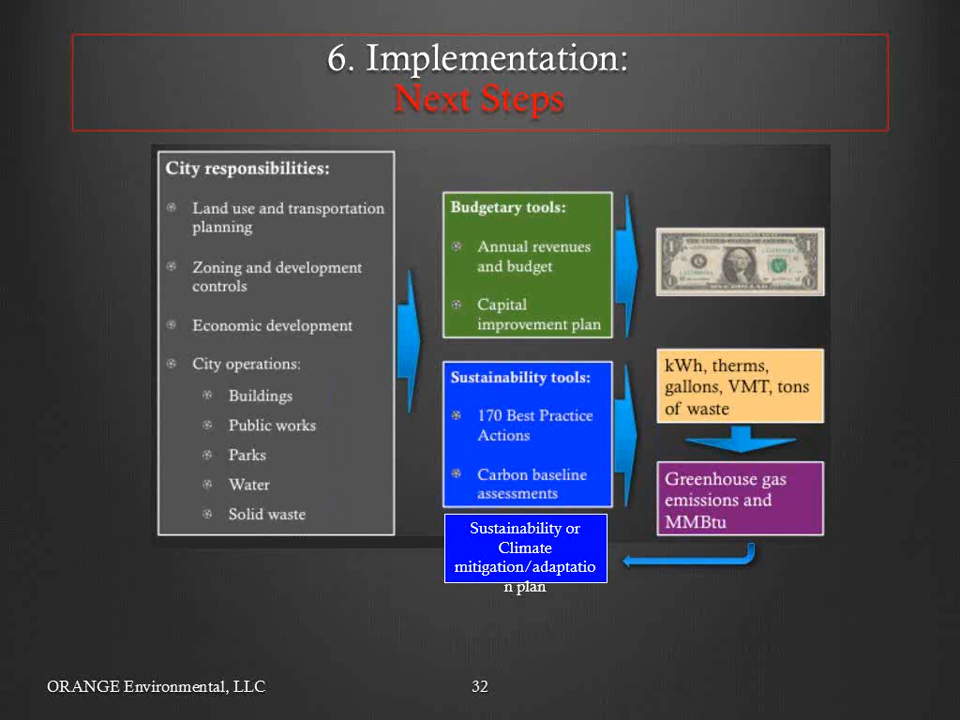 6. Implementation:
Next Steps
City responsibilities:
Land use and transportation
planning
Zoning and development
controls
Economic development
City operations:
Buildings
Public works
Parks
Water
Solid waste
Budgetary tools:
Annual revenues
and budget
Capital
improvement plan
Sustainability tools:
170 Best Practice
Actions
Carbon baseline
assessments
Sustainability or
Climate
mitigation/adaptatio
n plan
kWh, therms,
gallons, VMT, tons
of waste
Greenhouse gas
emissions and
MMBtu
ORANGE Environmental, LLC
32